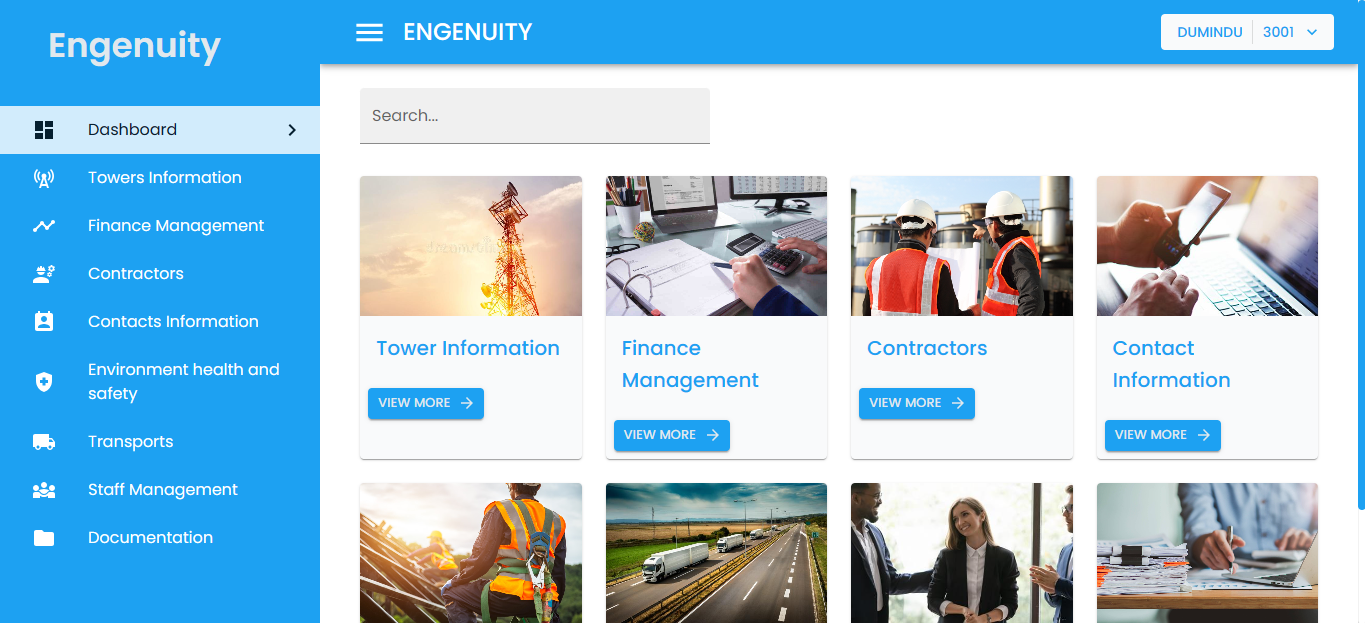 Engenuity
ENGENUITY
DUMINDU
3001
Dashboard
Towers Information
Finance Management
Contractors
Contacts Information
Environment health and
safety
Transports
Staff Management
Documentation
Search...
Tower Information
VIEW MORE
Finance
Management
VIEW MORE
Contractors
VIEW MORE
Contact
Information
VIEW MORE